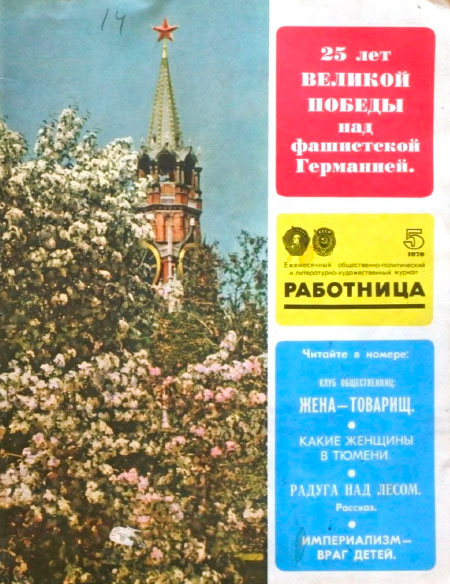 14
25 лет
ВЕЛИКОЙ
ПОБЕДЫ
над
фашистской
Германией.
5
1970
Ежемесячный общественно-политический
и литературно-художественный журнал
РАБОТНИЦА
Читайте в номере:
КЛУБ ОБЩЕСТВЕННИЦ:
ЖЕНА—ТОВАРИЩ.
КАКИЕ ЖЕНЩИНЫ
В ТЮМЕНИ.
РАДУГА НАД ЛЕСОМ.
Рассказ.
ИМПЕРИАЛИЗМ—
ВРАГ ДЕТЕЙ.